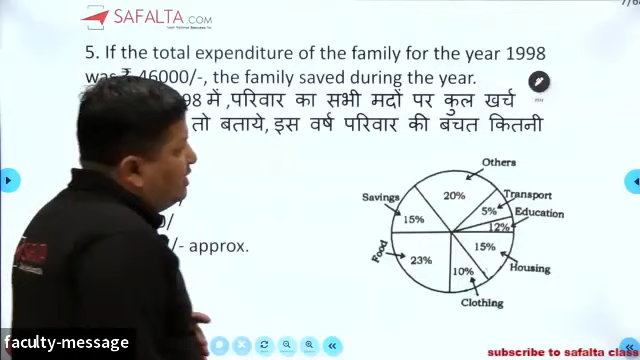 SAFALTA.COM
7/6
5. If the total expenditure of the family for the year 1998
was ₹ 46000/-, the family saved during the year.
98 में ,परिवार का सभी मदों पर कुल खर्च
तो बताये, इस वर्ष परिवार की बचत कितनी
/- approx.
Others
20%
Savings
15%
Transport
5%
Education
12%
15%
Housing
Food
23%
10%
Clothing
faculty-message
subscribe to safalta class